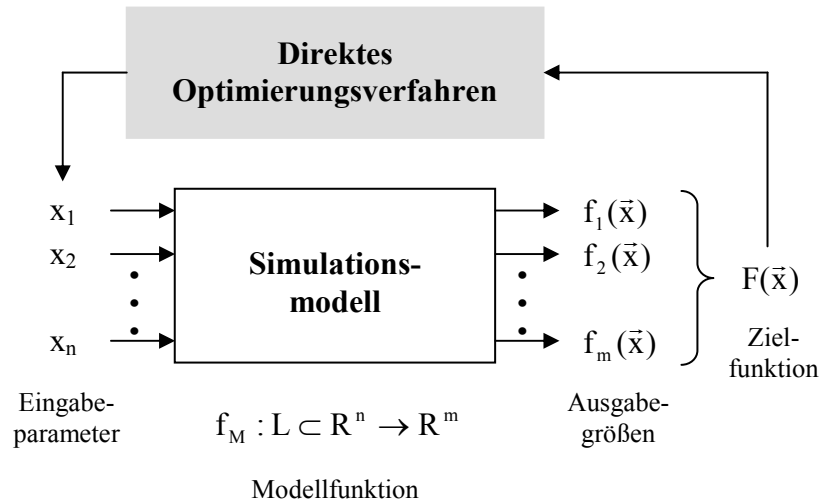 Direktes
Optimierungsverfahren
x₁
x₂
xₙ
Simulations-
modell
f₁(x⃗)
f₂(x⃗)
fₘ(x⃗)
F(x⃗)
Ziel-
funktion
Eingabe-
parameter
f_M : L ⊂ Rⁿ → Rᵐ
Ausgabe-
größen
Modellfunktion